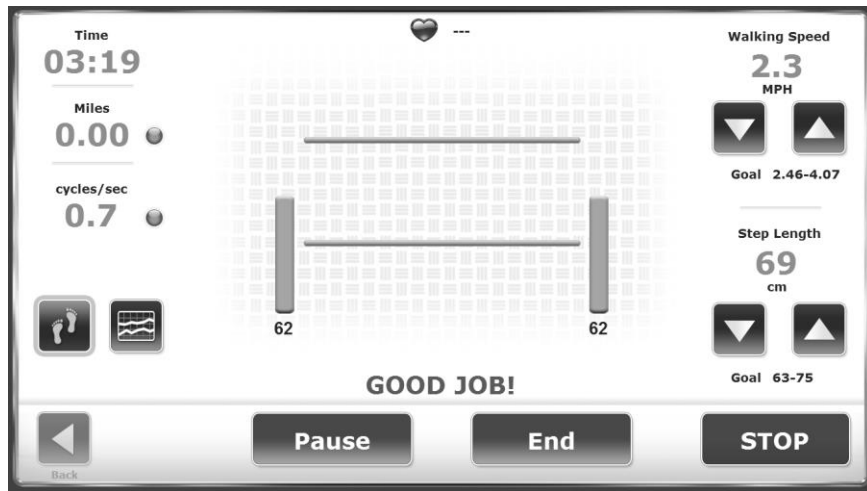 ---
Time
03:19
Miles
0.00
cycles/sec
0.7
62
62
GOOD JOB!
Walking Speed
2.3
MPH
Goal 2.46-4.07
Step Length
69
cm
Goal 63-75
Back
Pause
End
STOP